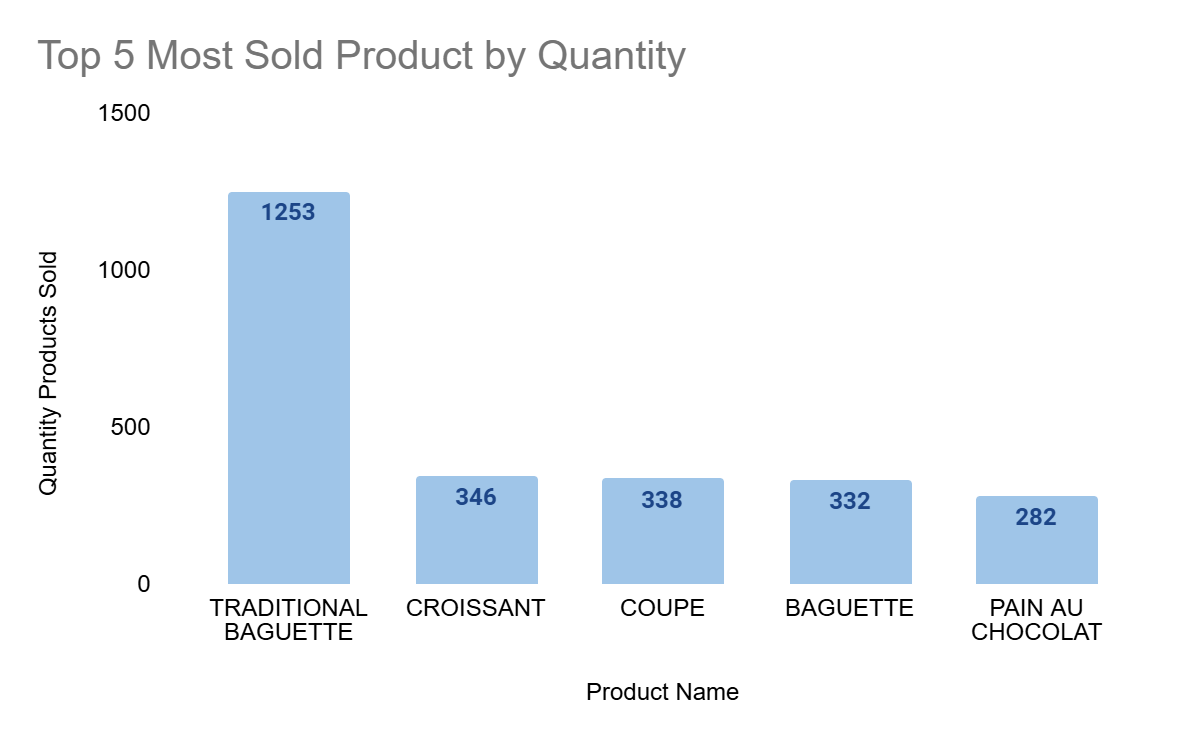 Top 5 Most Sold Product by Quantity
1500
1000
500
0
Quantity Products Sold
1253
346
338
332
282
TRADITIONAL
BAGUETTE
CROISSANT
COUPE
BAGUETTE
PAIN AU
CHOCOLAT
Product Name